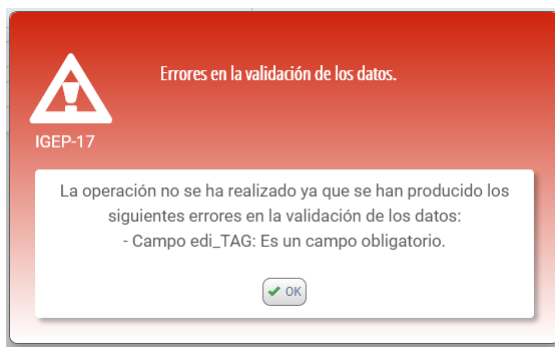 Errores en la validación de los datos.
IGEP-17
La operación no se ha realizado ya que se han producido los
siguientes errores en la validación de los datos:
- Campo edi_TAG: Es un campo obligatorio.
OK